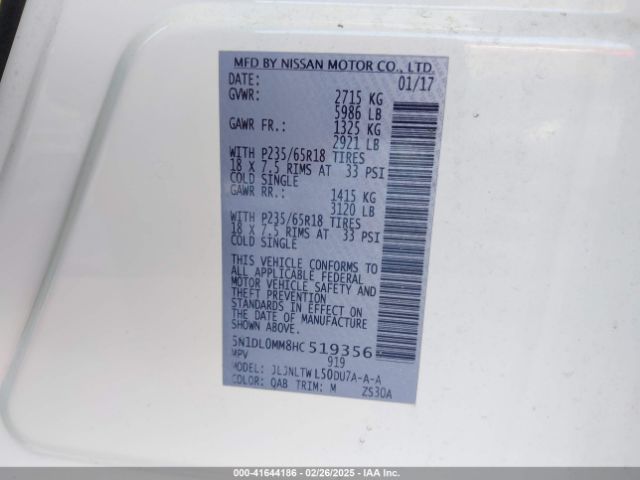 MFD BY NISSAN MOTOR CO., LTD.
DATE: 01/17
GVWR: 2715 KG
5986 LB
GAWR FR.: 1325 KG
2921 LB
WITH P235/65R18 TIRES
18 X 7.5 RIMS AT 33 PSI
COLD SINGLE
GAWR RR.: 1415 KG
3120 LB
WITH P235/65R18 TIRES
18 X 7.5 RIMS AT 33 PSI
COLD SINGLE
THIS VEHICLE CONFORMS TO
ALL APPLICABLE FEDERAL
MOTOR VEHICLE SAFETY AND
THEFT PREVENTION
STANDARDS IN EFFECT ON
THE DATE OF MANUFACTURE
SHOWN ABOVE.
5N1DL0MM8HC 519356
MPV 919
MODEL: JLJNLTWL50DU7A-A-A
COLOR: QAB TRIM: M ZS30A
000-41644186 - 02/26/2025 - IAA Inc.